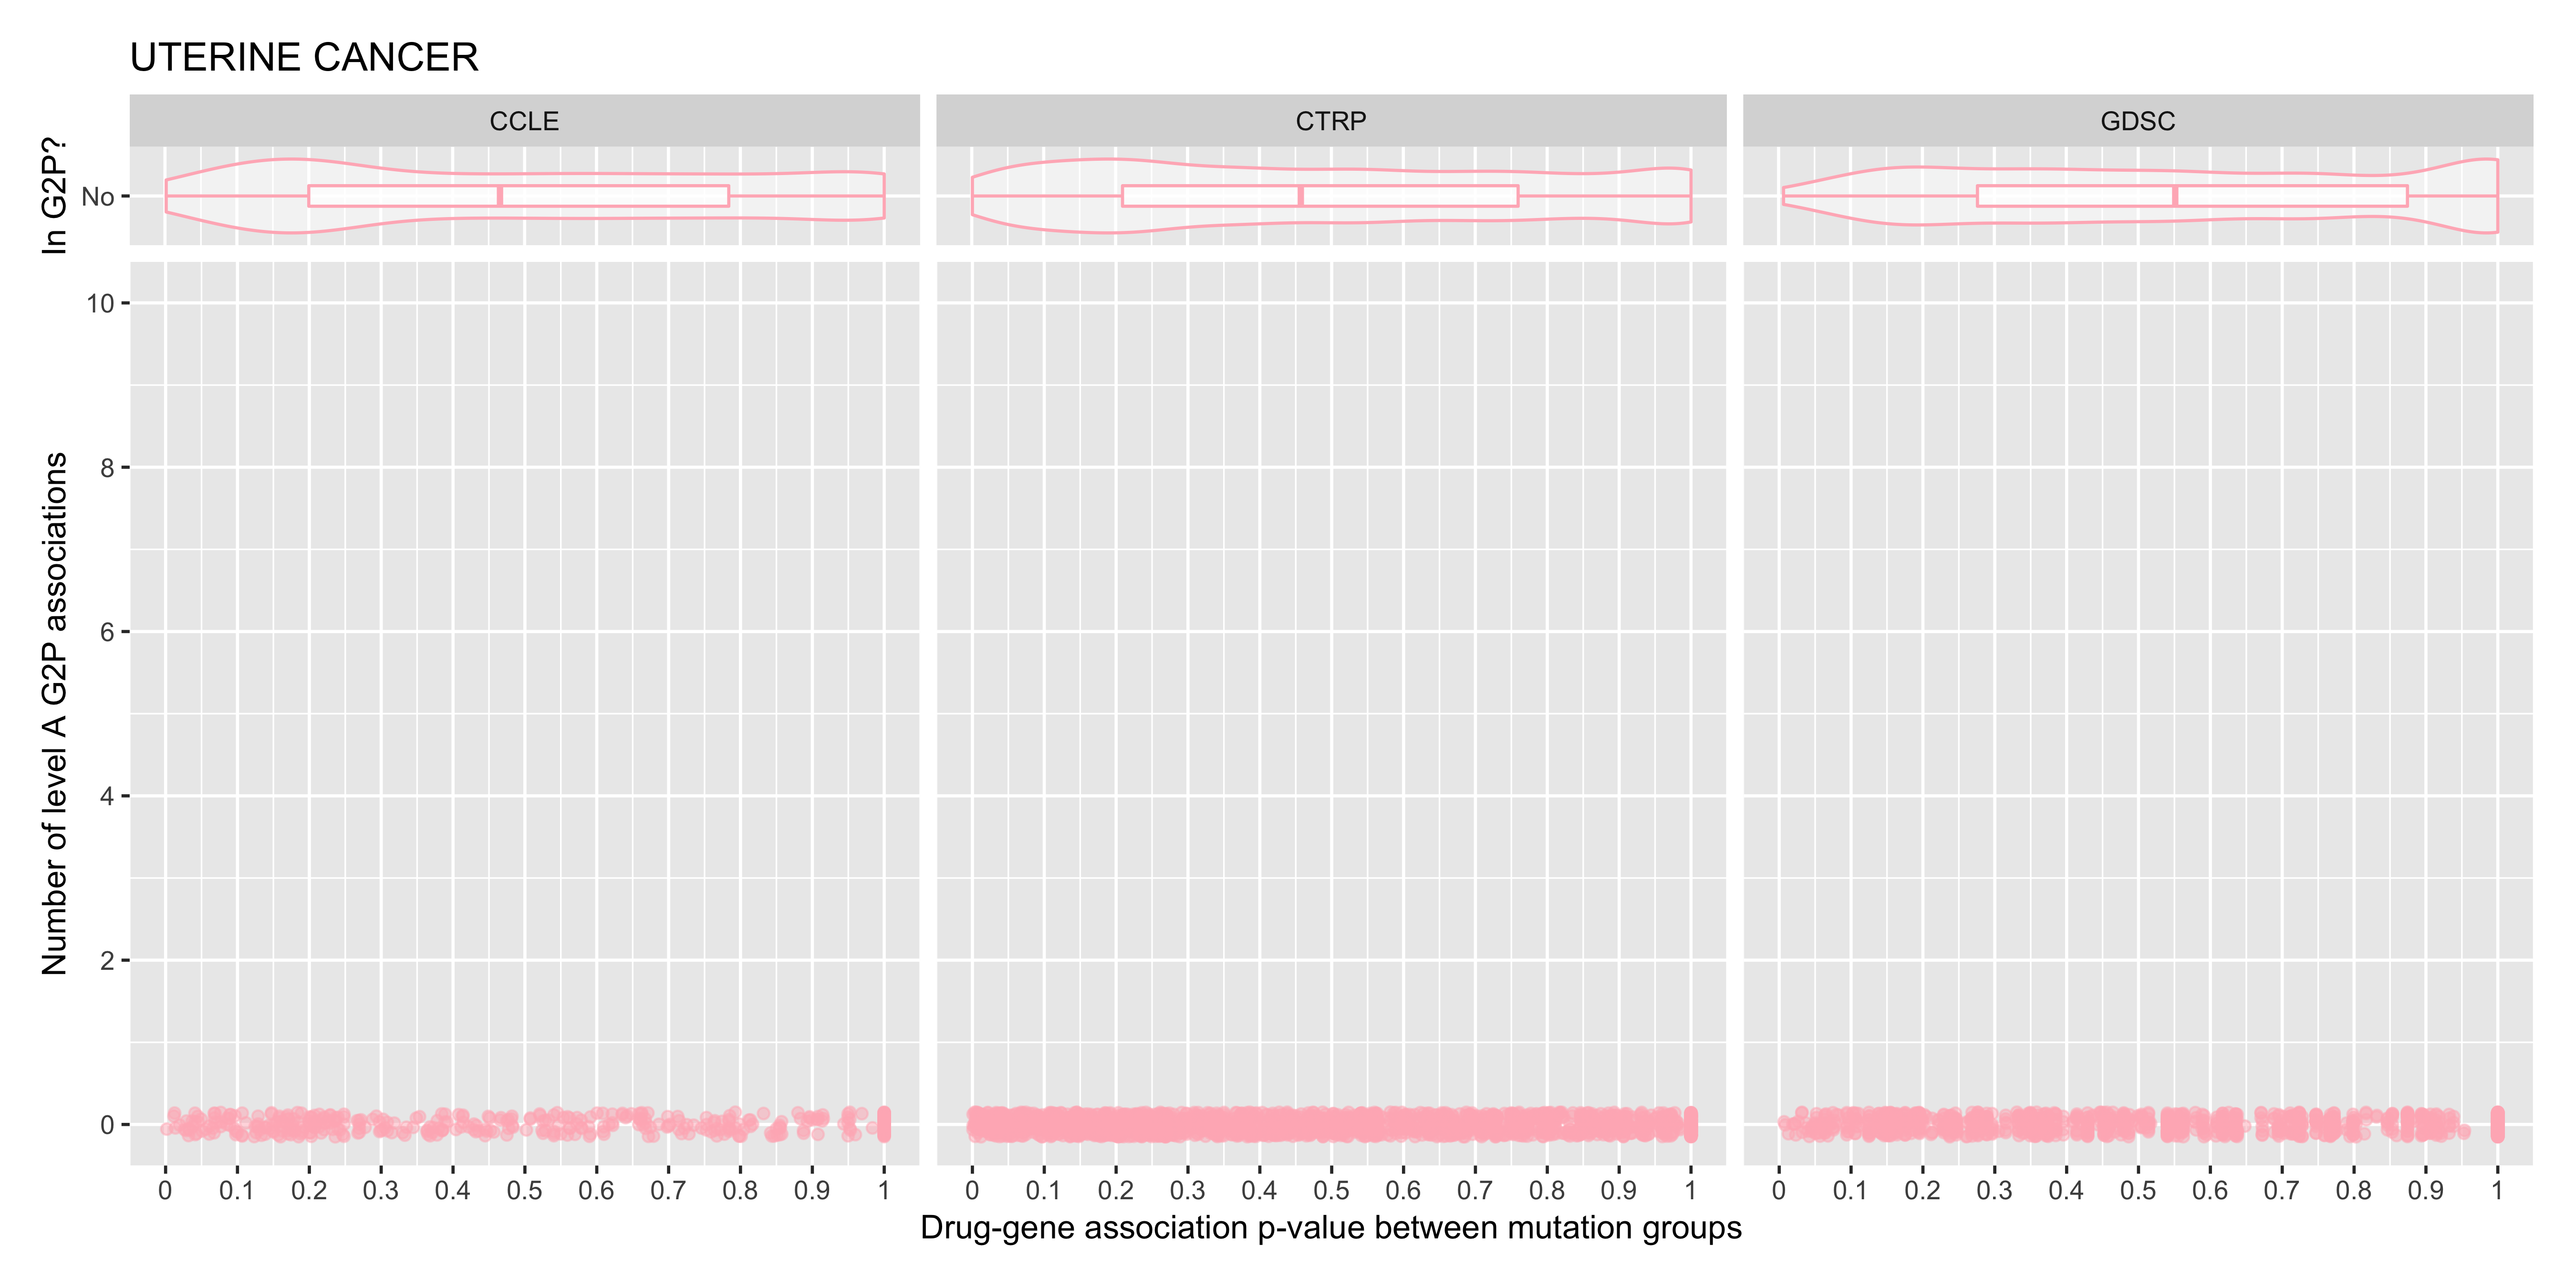 UTERINE CANCER
CCLE CTRP GDSC
In G2P?
No
Number of level A G2P associations
10
8
6
4
2
0
0 0.1 0.2 0.3 0.4 0.5 0.6 0.7 0.8 0.9 1 0 0.1 0.2 0.3 0.4 0.5 0.6 0.7 0.8 0.9 1 0 0.1 0.2 0.3 0.4 0.5 0.6 0.7 0.8 0.9 1
Drug-gene association p-value between mutation groups